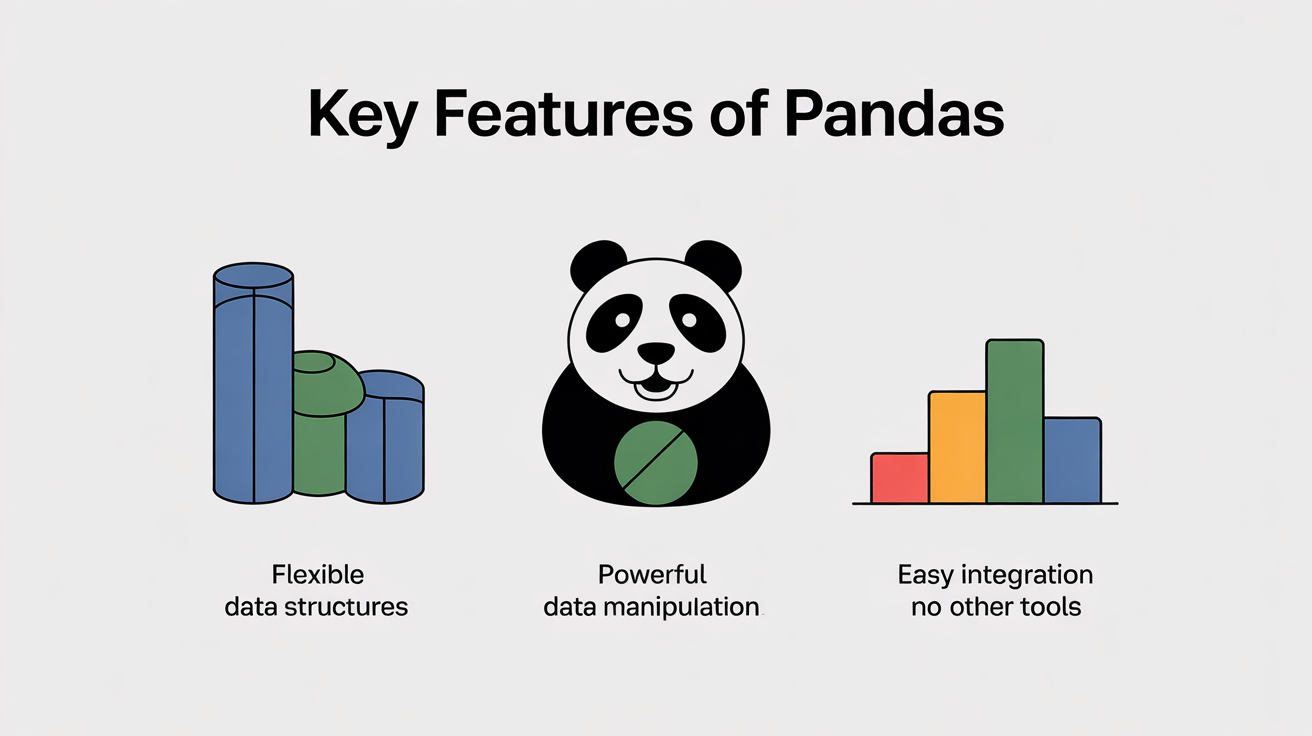 Key Features of Pandas
Flexible
data structures
Powerful
data manipulation
Easy integration
no other tools